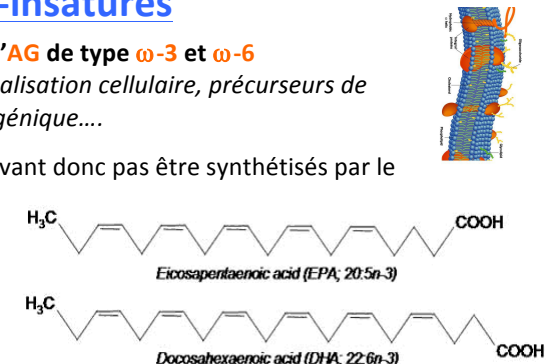 -insaturés
'AG de type ω-3 et ω-6
alisation cellulaire, précurseurs de
génique….
vant donc pas être synthétisés par le
H₃C
COOH
Eicosapentaenoic acid (EPA; 20:5n-3)
H₃C
COOH
Docosahexaenoic acid (DHA: 22:6n-3)